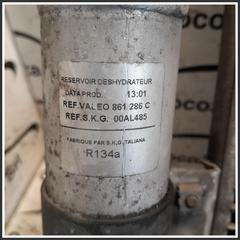 RESERVOIR DESHYDRATEUR
DATA PROD. 13:01
REF.VALEO 861 286 C
REF.S.K.G. 00AL485
FABRIQUE PAR S.K.G. ITALIANA
R134a